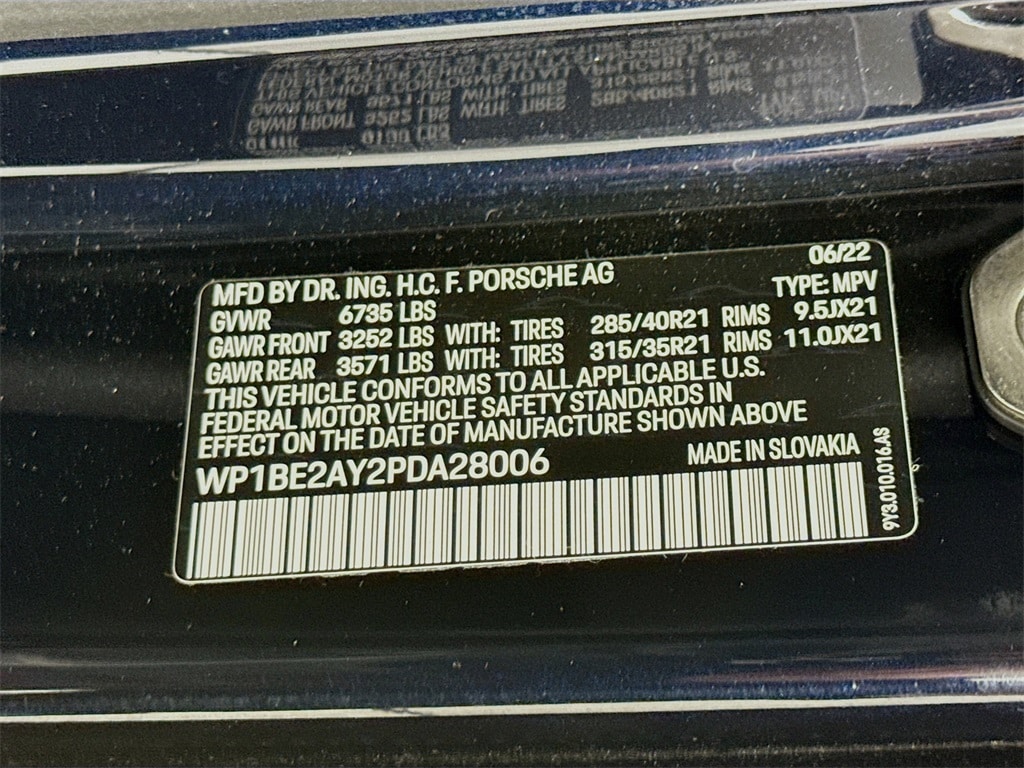 MFD BY DR. ING. H.C. F. PORSCHE AG 06/22
GVWR 6735 LBS TYPE: MPV
GAWR FRONT 3252 LBS WITH: TIRES 285/40R21 RIMS 9.5JX21
GAWR REAR 3571 LBS WITH: TIRES 315/35R21 RIMS 11.0JX21
THIS VEHICLE CONFORMS TO ALL APPLICABLE U.S.
FEDERAL MOTOR VEHICLE SAFETY STANDARDS IN
EFFECT ON THE DATE OF MANUFACTURE SHOWN ABOVE
WP1BE2AY2PDA28006 MADE IN SLOVAKIA
9Y3.010.016.AS